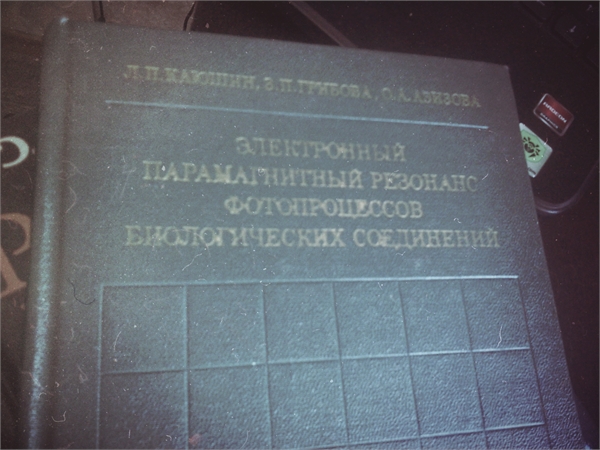 Л.П.КАЮШИН, З.П.ГРИБОВА, О.А.АЗИЗОВА
ЭЛЕКТРОННЫЙ
ПАРАМАГНИТНЫЙ РЕЗОНАНС
ФОТОПРОЦЕССОВ
БИОЛОГИЧЕСКИХ СОЕДИНЕНИЙ